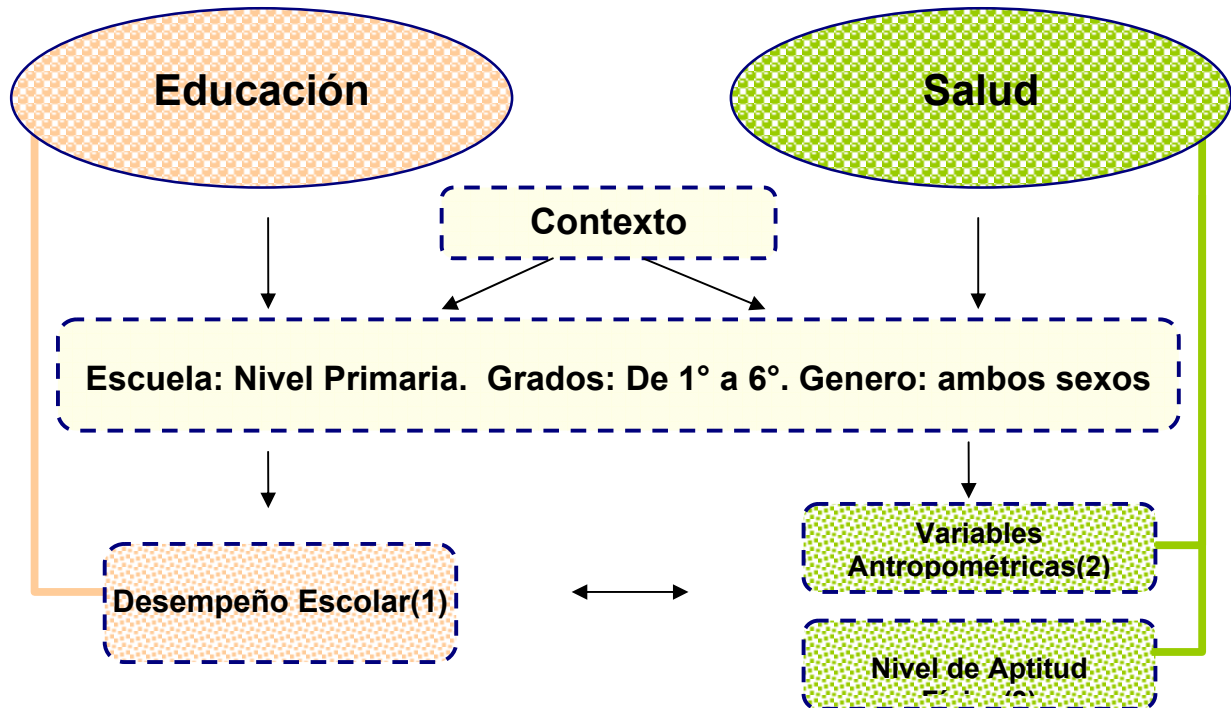 Educación
Salud
Contexto
Escuela: Nivel Primaria. Grados: De 1° a 6°. Genero: ambos sexos
Variables
Antropométricas(2)
Desempeño Escolar(1)
Nivel de Aptitud